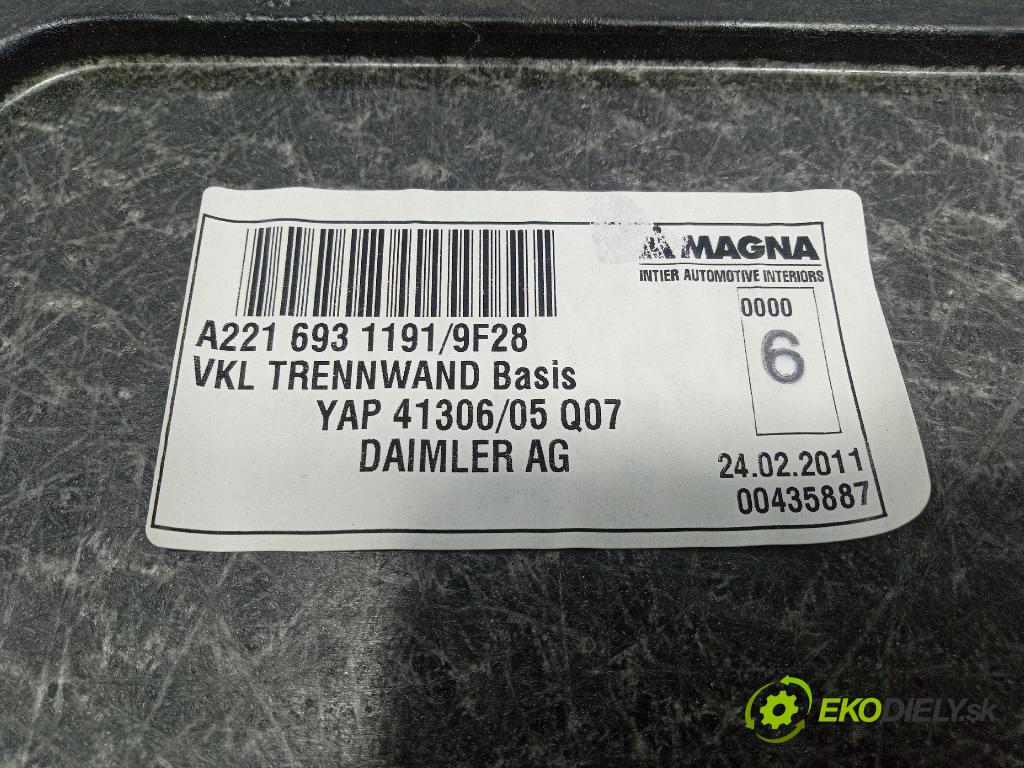 MAGNA
INTIER AUTOMOTIVE INTERIORS
A221 693 1191/9F28
VKL TRENNWAND Basis
YAP 41306/05 Q07
DAIMLER AG
0000
6
24.02.2011
00435887
EKODIELY.sk